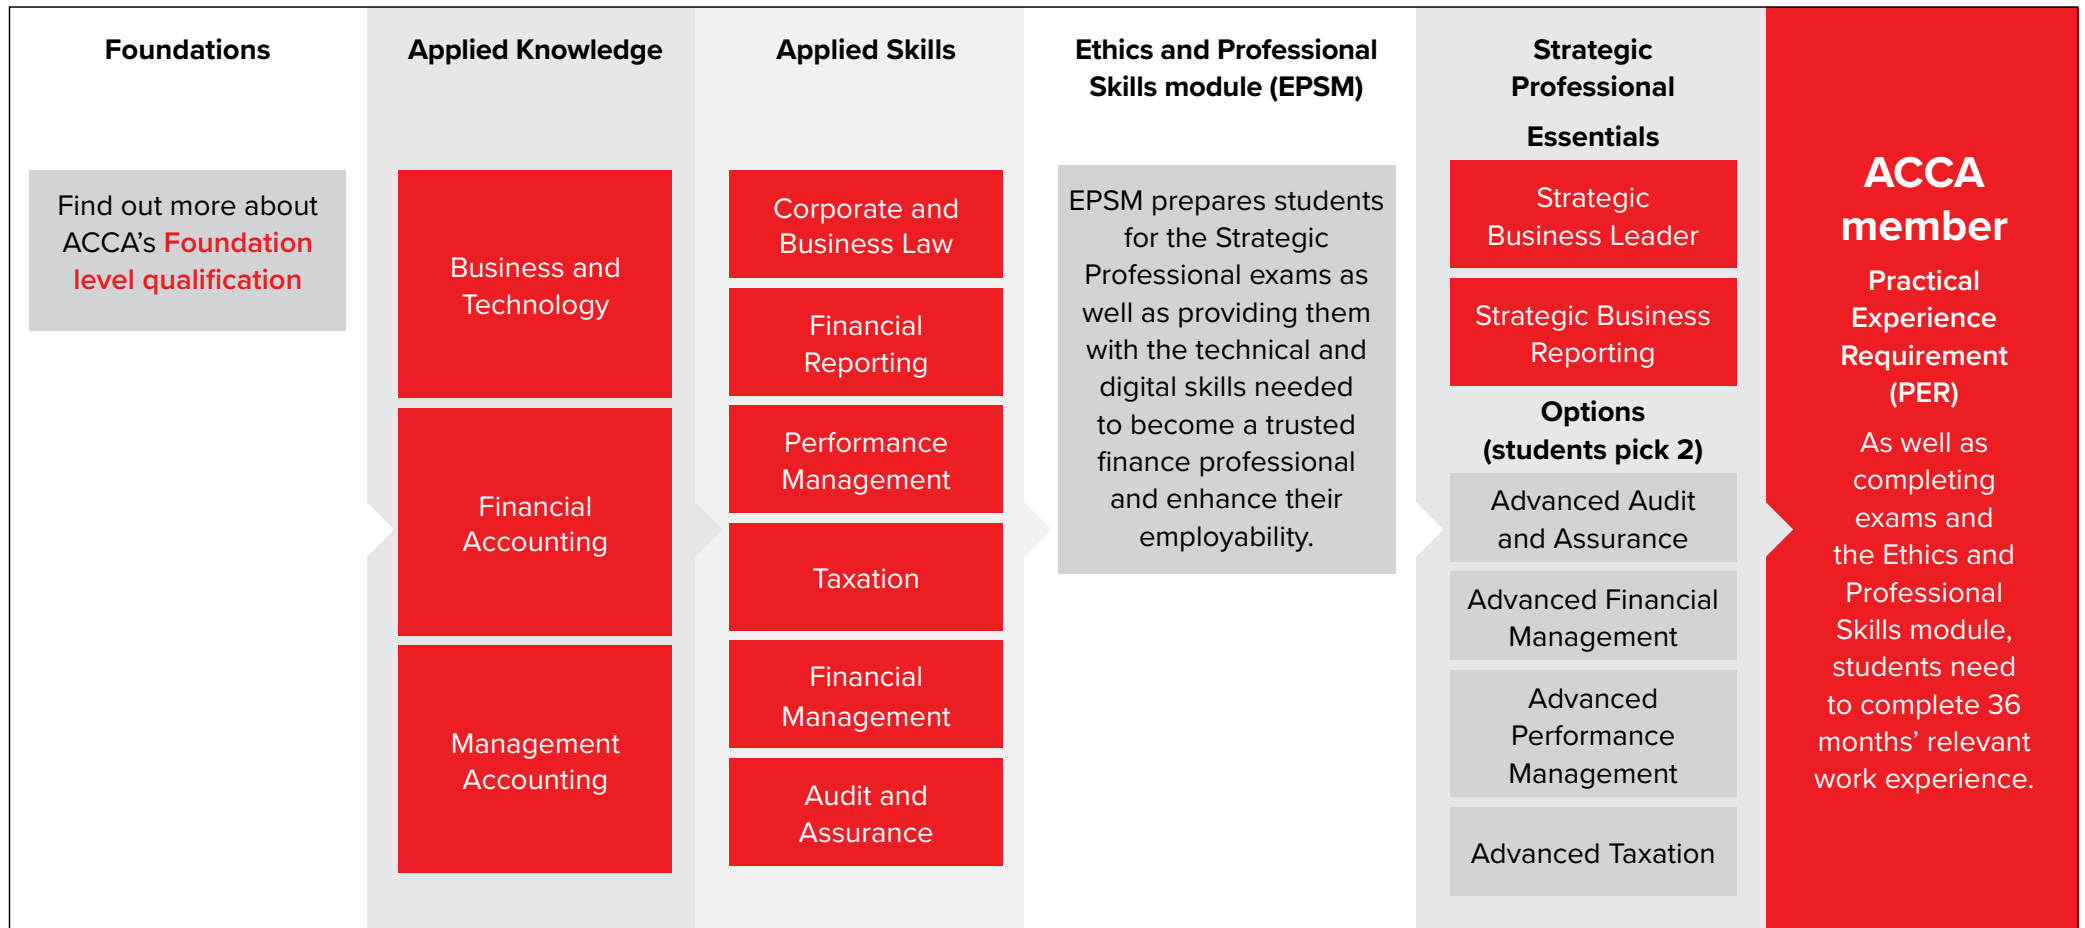 Foundations
Find out more about
ACCA’s Foundation
level qualification
Applied Knowledge
Business and
Technology
Financial
Accounting
Management
Accounting
Applied Skills
Corporate and
Business Law
Financial
Reporting
Performance
Management
Taxation
Financial
Management
Audit and
Assurance
Ethics and Professional
Skills module (EPSM)
EPSM prepares students
for the Strategic
Professional exams as
well as providing them
with the technical and
digital skills needed
to become a trusted
finance professional
and enhance their
employability.
Strategic
Professional
Essentials
Strategic
Business Leader
Strategic Business
Reporting
Options
(students pick 2)
Advanced Audit
and Assurance
Advanced Financial
Management
Advanced
Performance
Management
Advanced Taxation
ACCA
member
Practical
Experience
Requirement
(PER)
As well as
completing
exams and
the Ethics and
Professional
Skills module,
students need
to complete 36
months’ relevant
work experience.